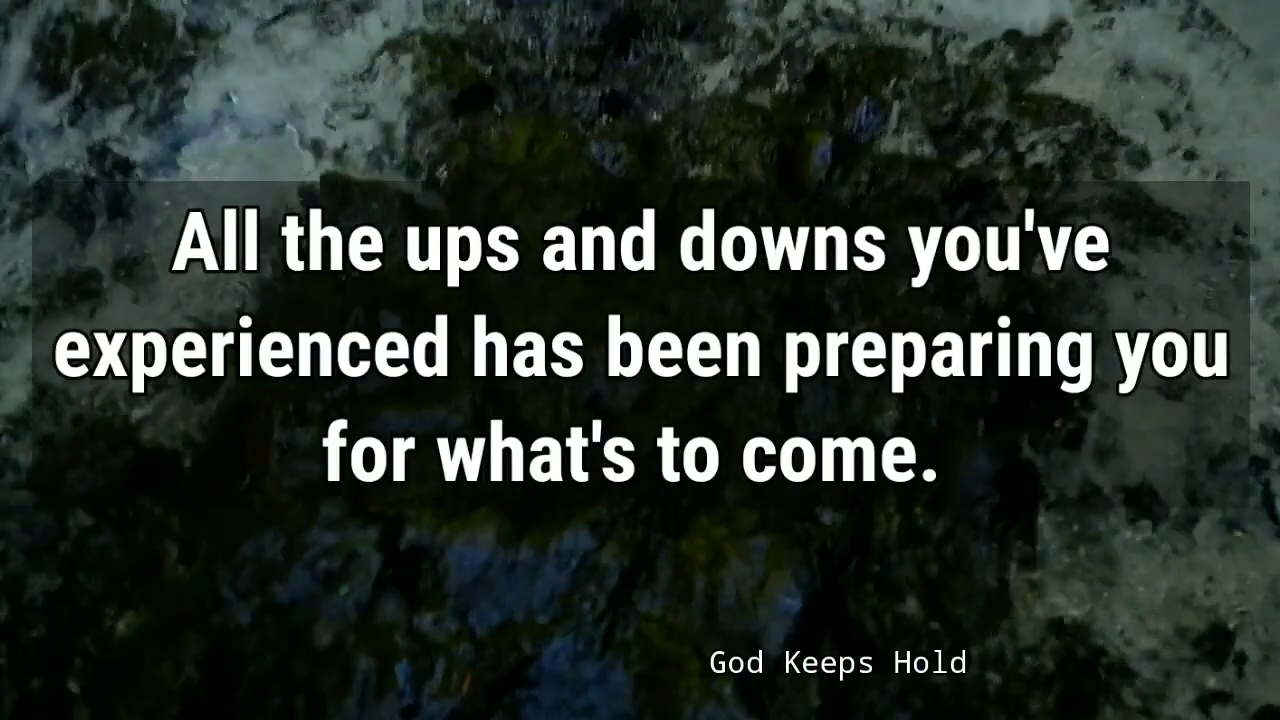 All the ups and downs you've
experienced has been preparing you
for what's to come.
God Keeps Hold